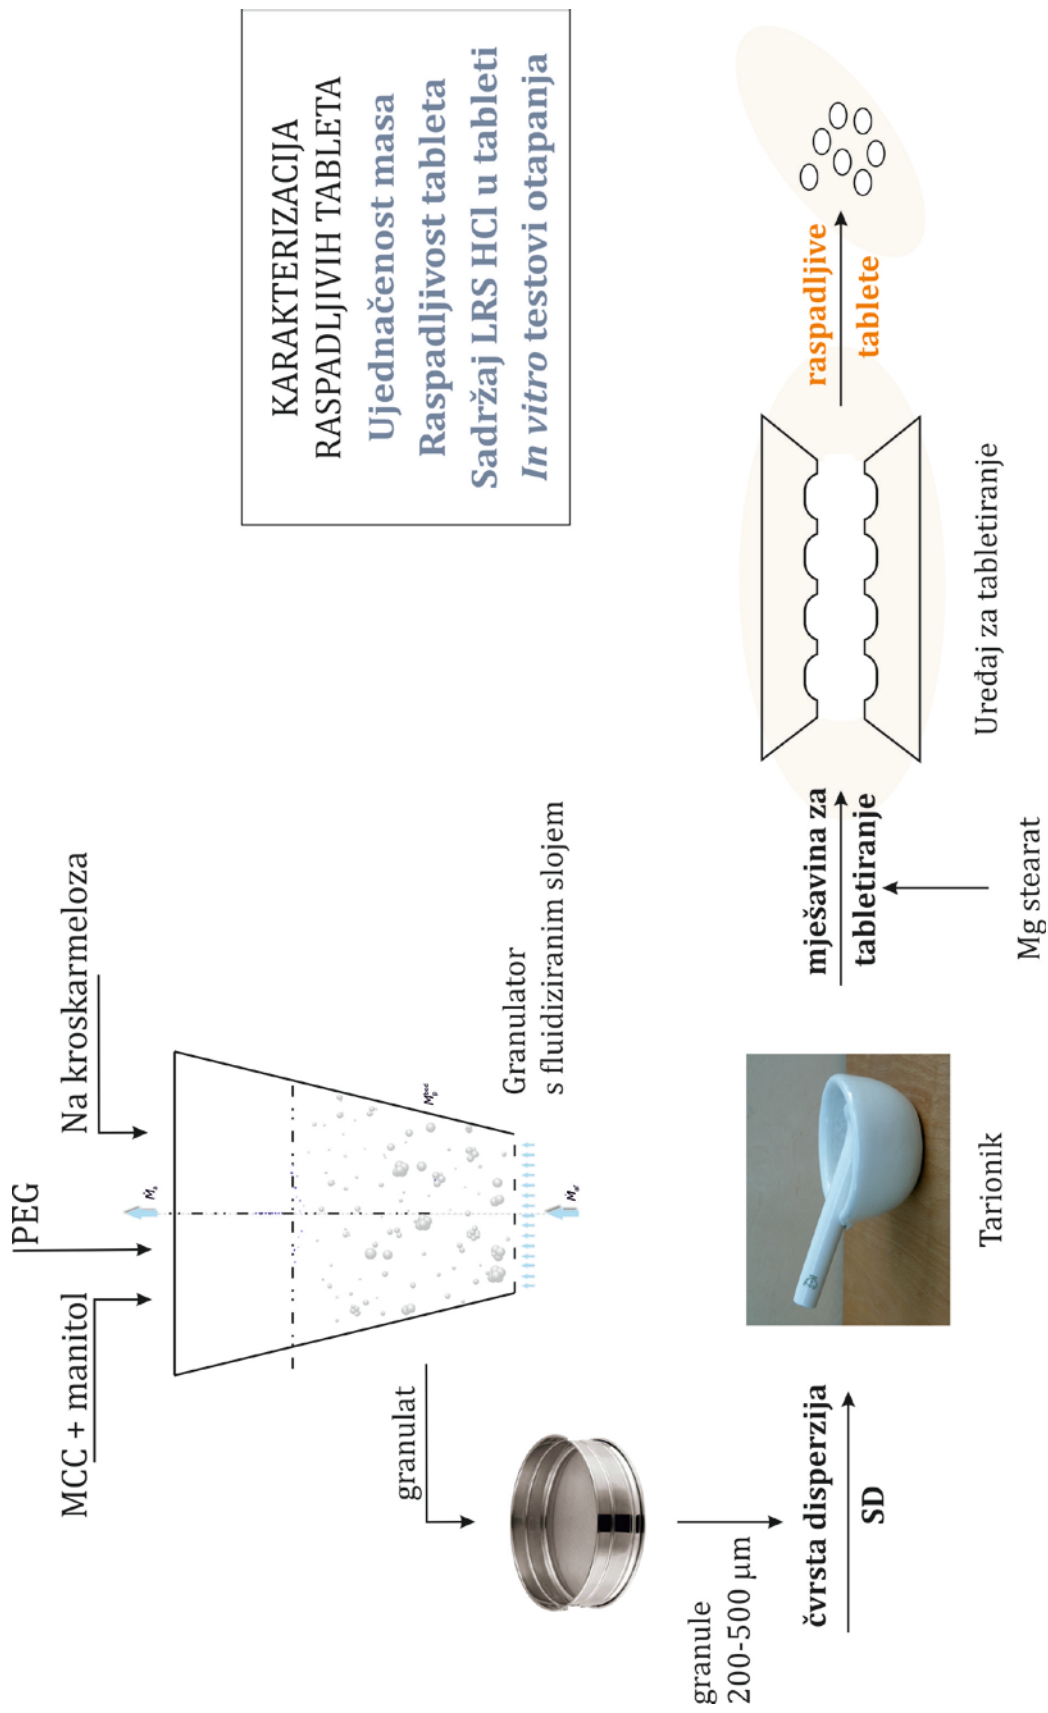 MCC + manitol
PEG
Na kroskarmeloza
granulat
Granulator
s fluidiziranim slojem
granule
200-500 µm
čvrsta disperzija
SD
Tarionik
mješavina za
tabletiranje
Mg stearat
Uređaj za tabletiranje
raspadljive
tablete
KARAKTERIZACIJA
RASPADLJIVIH TABLETA
Ujednačenost masa
Raspadljivost tableta
Sadržaj LRS HCl u tableti
In vitro testovi otapanja